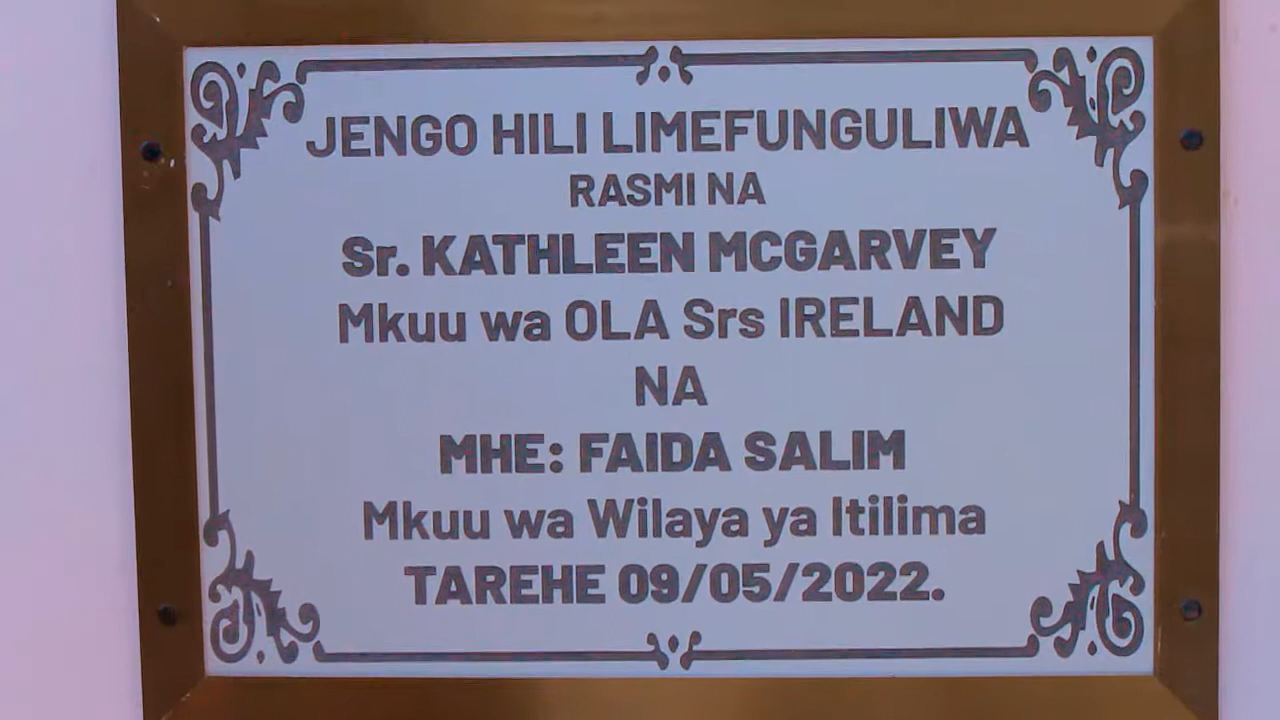 JENGO HILI LIMEFUNGULIWA
RASMI NA
Sr. KATHLEEN MCGARVEY
Mkuu wa OLA Srs IRELAND
NA
MHE: FAIDA SALIM
Mkuu wa Wilaya ya Itilima
TAREHE 09/05/2022.